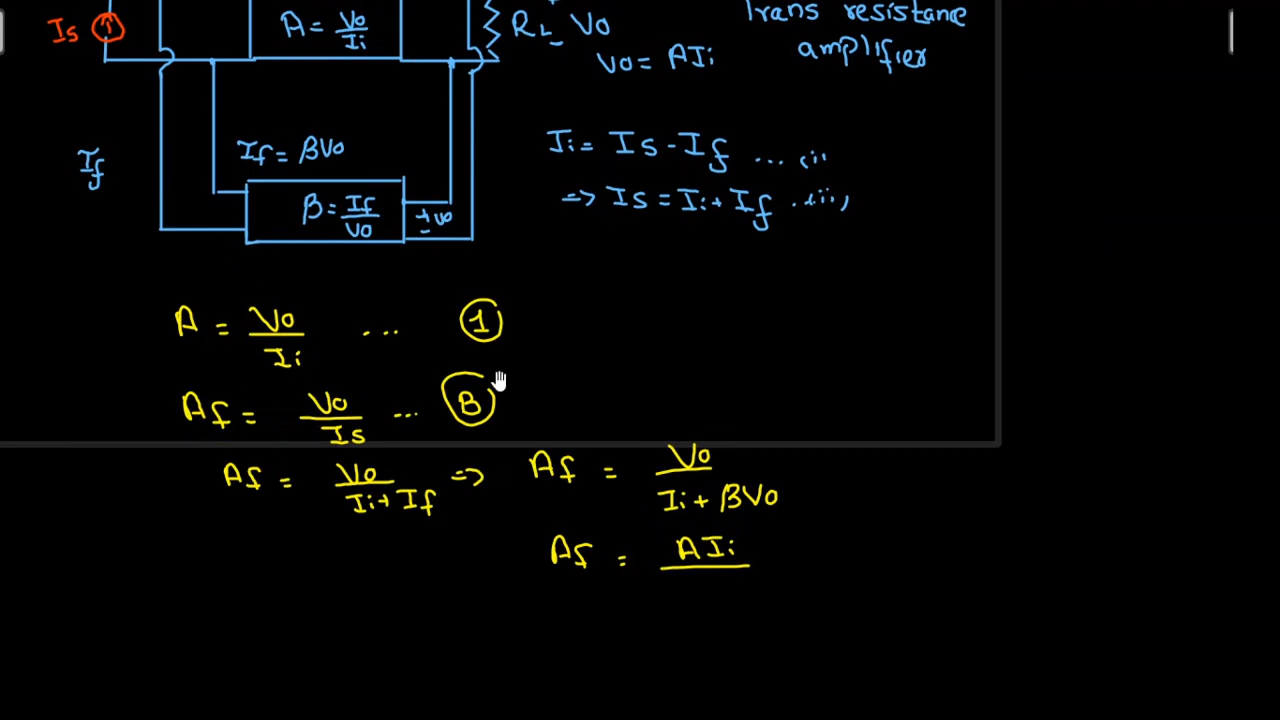 Is A = Vo/Ii RL Vo Trans resistance
Vo = AIi amplifier
If If = βVo Ii = Is - If ... (ii
=> Is = Ii + If
β = If/Vo + Vo -
A = Vo/Ii ... 1
Af = Vo/Is ... B
Af = Vo/Ii + If => Af = Vo/Ii + βVo
Af = AIi